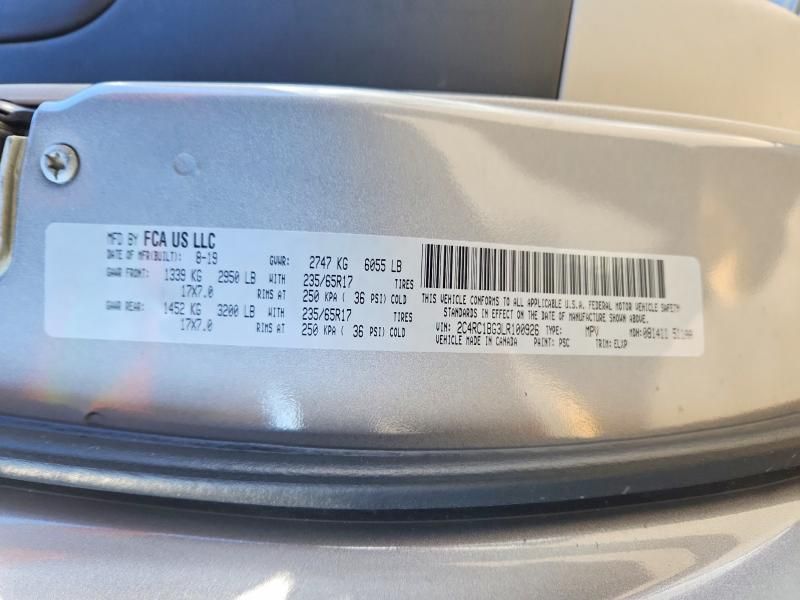 MFD BY FCA US LLC
DATE OF MFR(BUILT): 8-19 GVWR: 2747 KG 6055 LB
GAWR FRONT: 1339 KG 2950 LB WITH 235/65R17 TIRES
17X7.0 RIMS AT 250 KPA ( 36 PSI) COLD
GAWR REAR: 1452 KG 3200 LB WITH 235/65R17 TIRES
17X7.0 RIMS AT 250 KPA ( 36 PSI) COLD
THIS VEHICLE CONFORMS TO ALL APPLICABLE U.S.A. FEDERAL MOTOR VEHICLE SAFETY
STANDARDS IN EFFECT ON THE DATE OF MANUFACTURE SHOWN ABOVE.
VIN: 2C4RC1BG3LR100926 TYPE: MPV MDH: 081411 511AA
VEHICLE MADE IN CANADA PAINT: PSC TRIM: ELXP